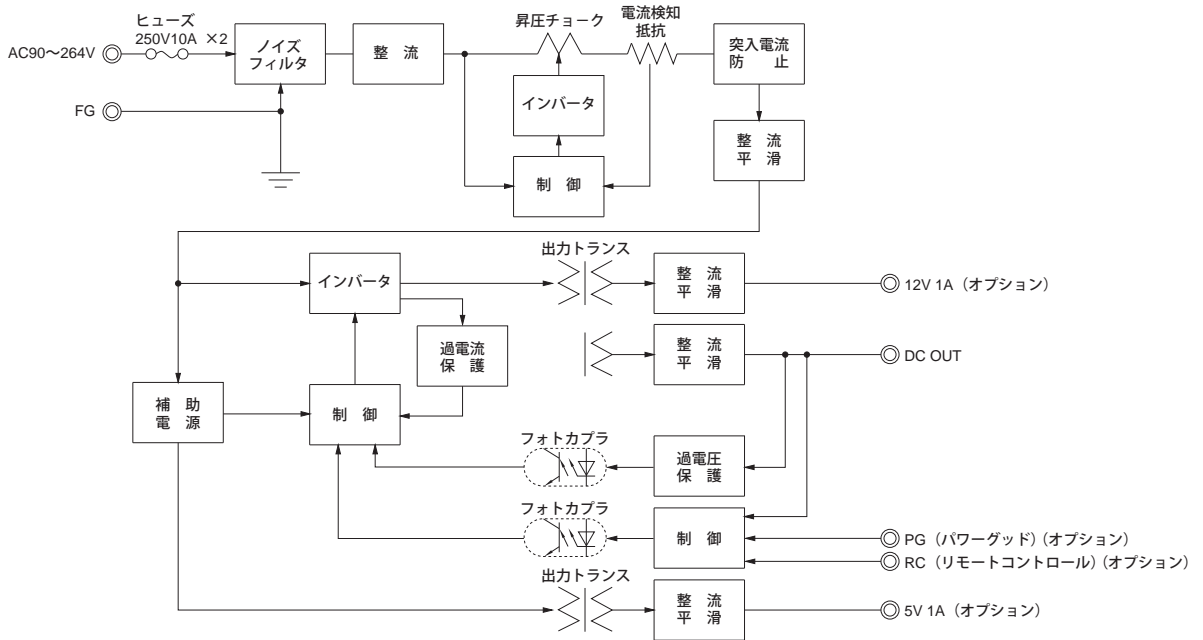 ヒューズ
250V10A ×2
AC90～264V
ノイズ
フィルタ
整 流
昇圧チョーク
電流検知
抵抗
突入電流
防 止
FG
インバータ
制 御
整 流
平 滑
出力トランス
インバータ
整 流
平 滑
12V 1A（オプション）
過電流
保 護
整 流
平 滑
DC OUT
補 助
電 源
制 御
フォトカプラ
過電圧
保 護
フォトカプラ
制 御
PG（パワーグッド）（オプション）
RC（リモートコントロール）（オプション）
出力トランス
整 流
平 滑
5V 1A（オプション）